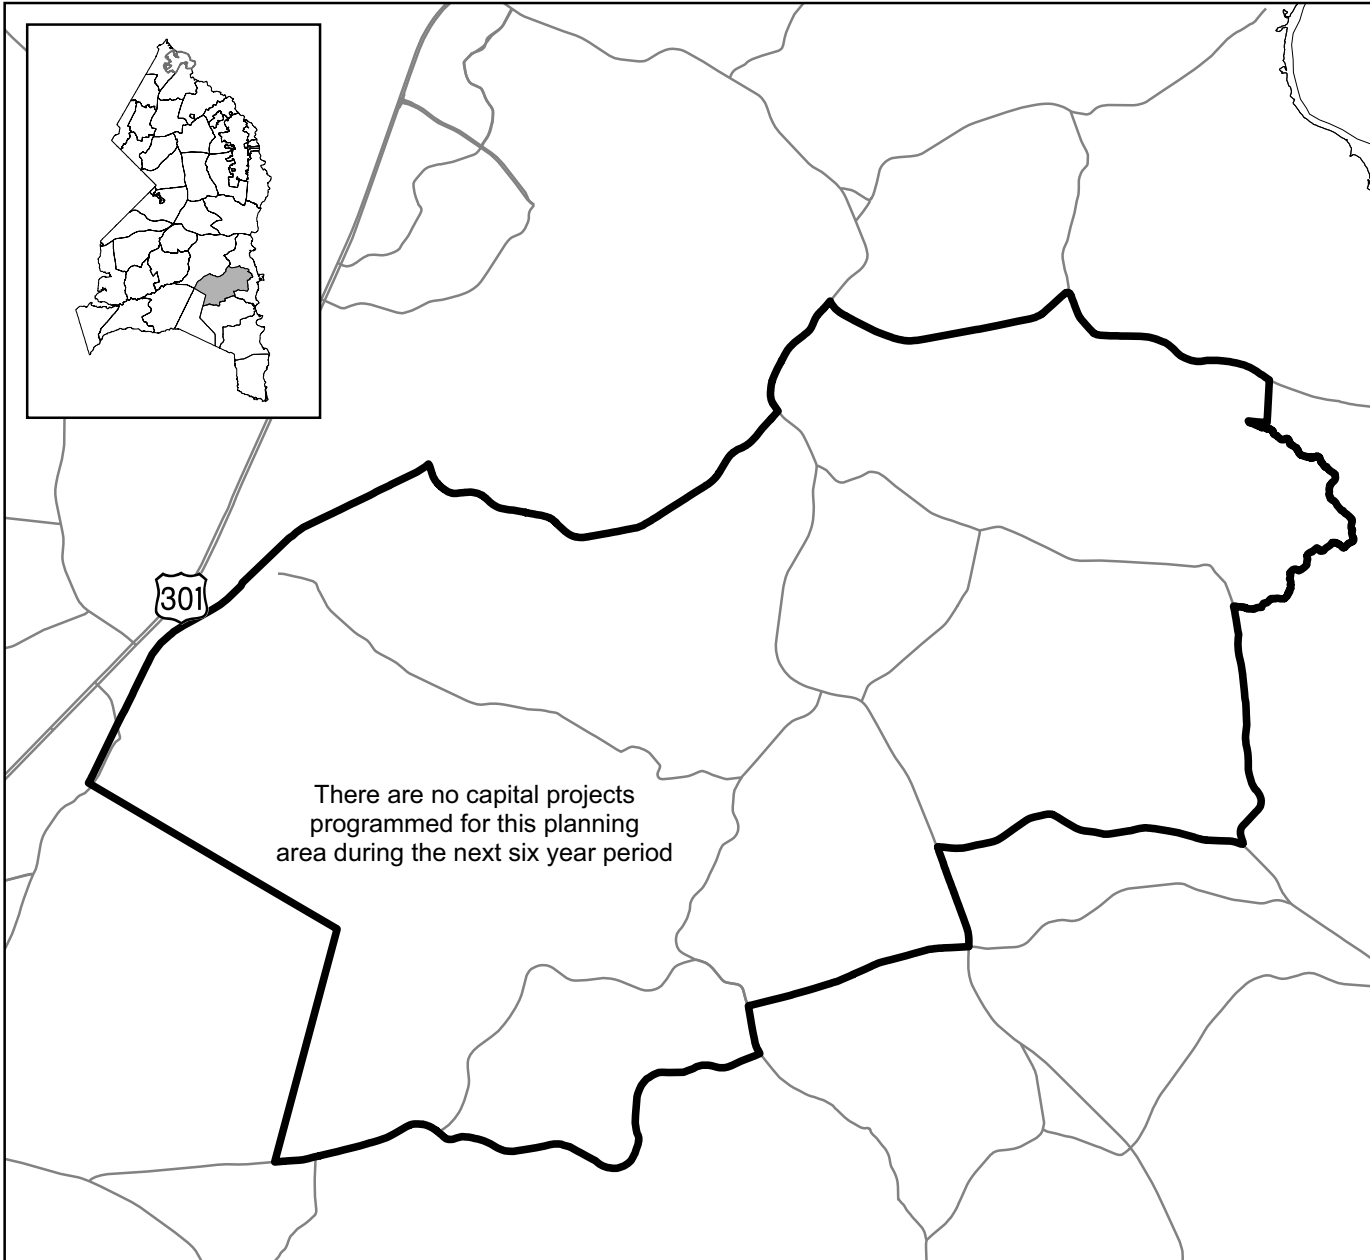 301
There are no capital projects
programmed for this planning
area during the next six year period